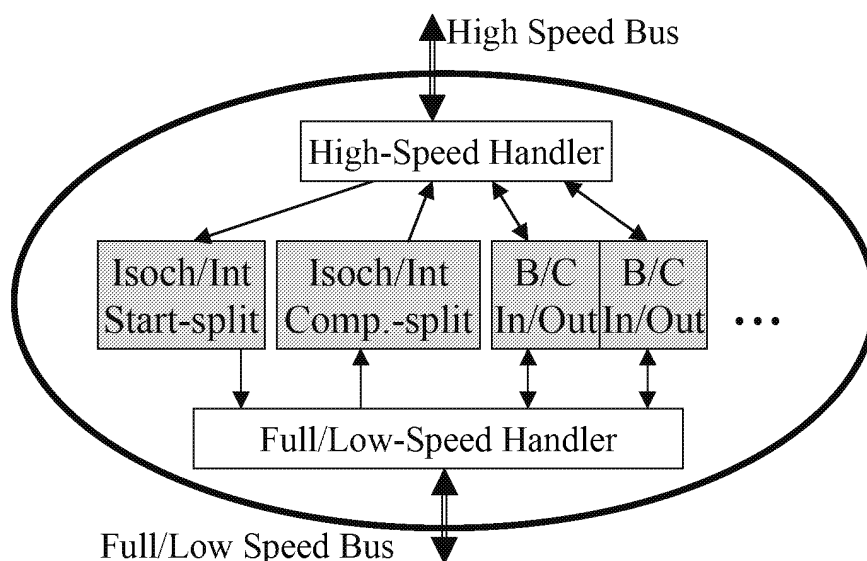 High Speed Bus
High-Speed Handler
Isoch/Int
Start-split
Isoch/Int
Comp.-split
B/C
In/Out
B/C
In/Out
...
Full/Low-Speed Handler
Full/Low Speed Bus